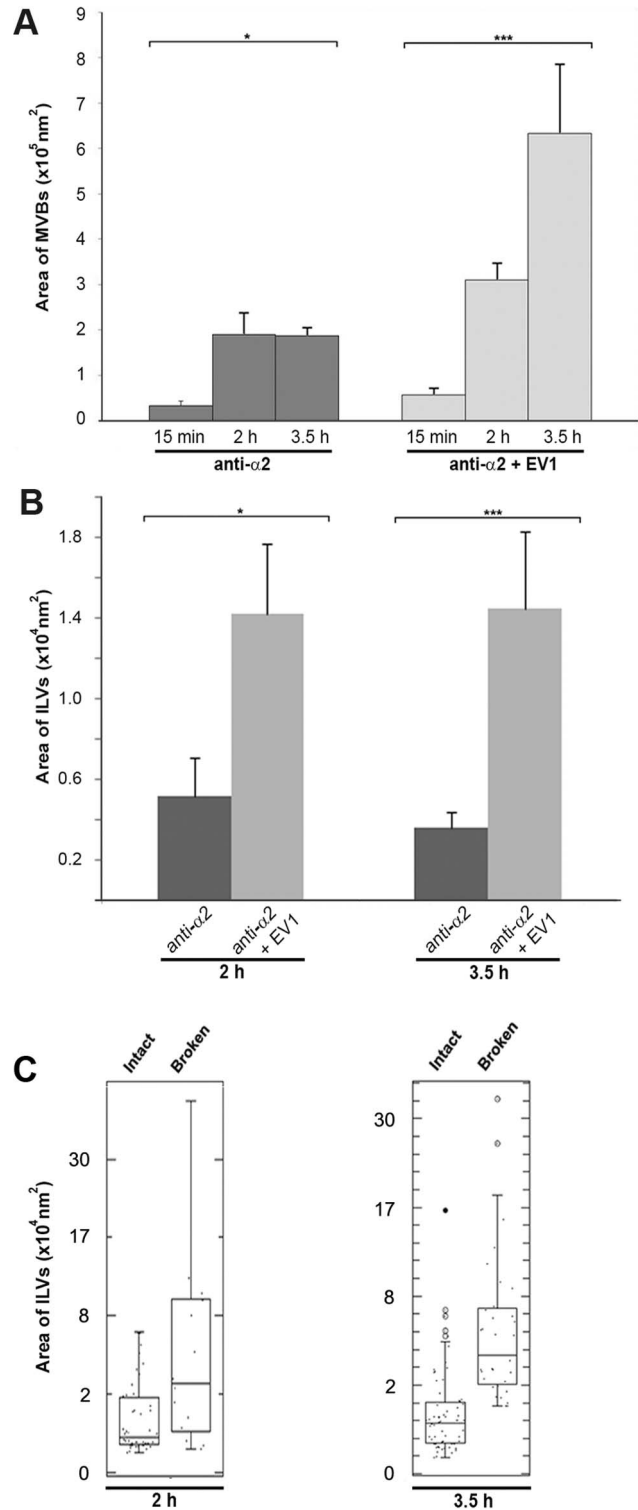 A
Area of MVBs (x10⁵nm²)
9
8
7
6
5
4
3
2
1
0
*
***
15 min 2 h 3.5 h
anti-α2
15 min 2 h 3.5 h
anti-α2 + EV1
B
Area of ILVs (x10⁴nm²)
1.8
1.4
1.0
0.6
0.2
*
***
anti-α2
anti-α2
+ EV1
2 h
anti-α2
anti-α2
+ EV1
3.5 h
C
Intact
Broken
Area of ILVs (x10⁴nm²)
30
17
8
2
0
2 h
Intact
Broken
30
17
8
2
0
3.5 h